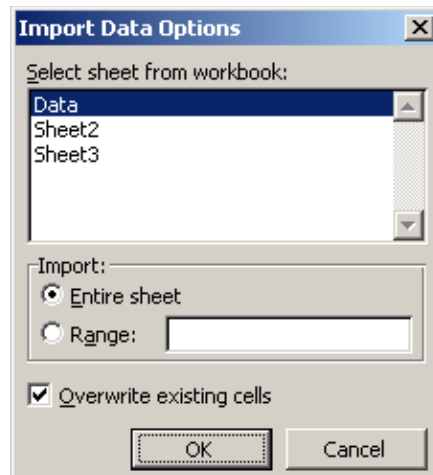 Import Data Options
Select sheet from workbook:
Data
Sheet2
Sheet3
Import:
Entire sheet
Range:
Overwrite existing cells
OK Cancel